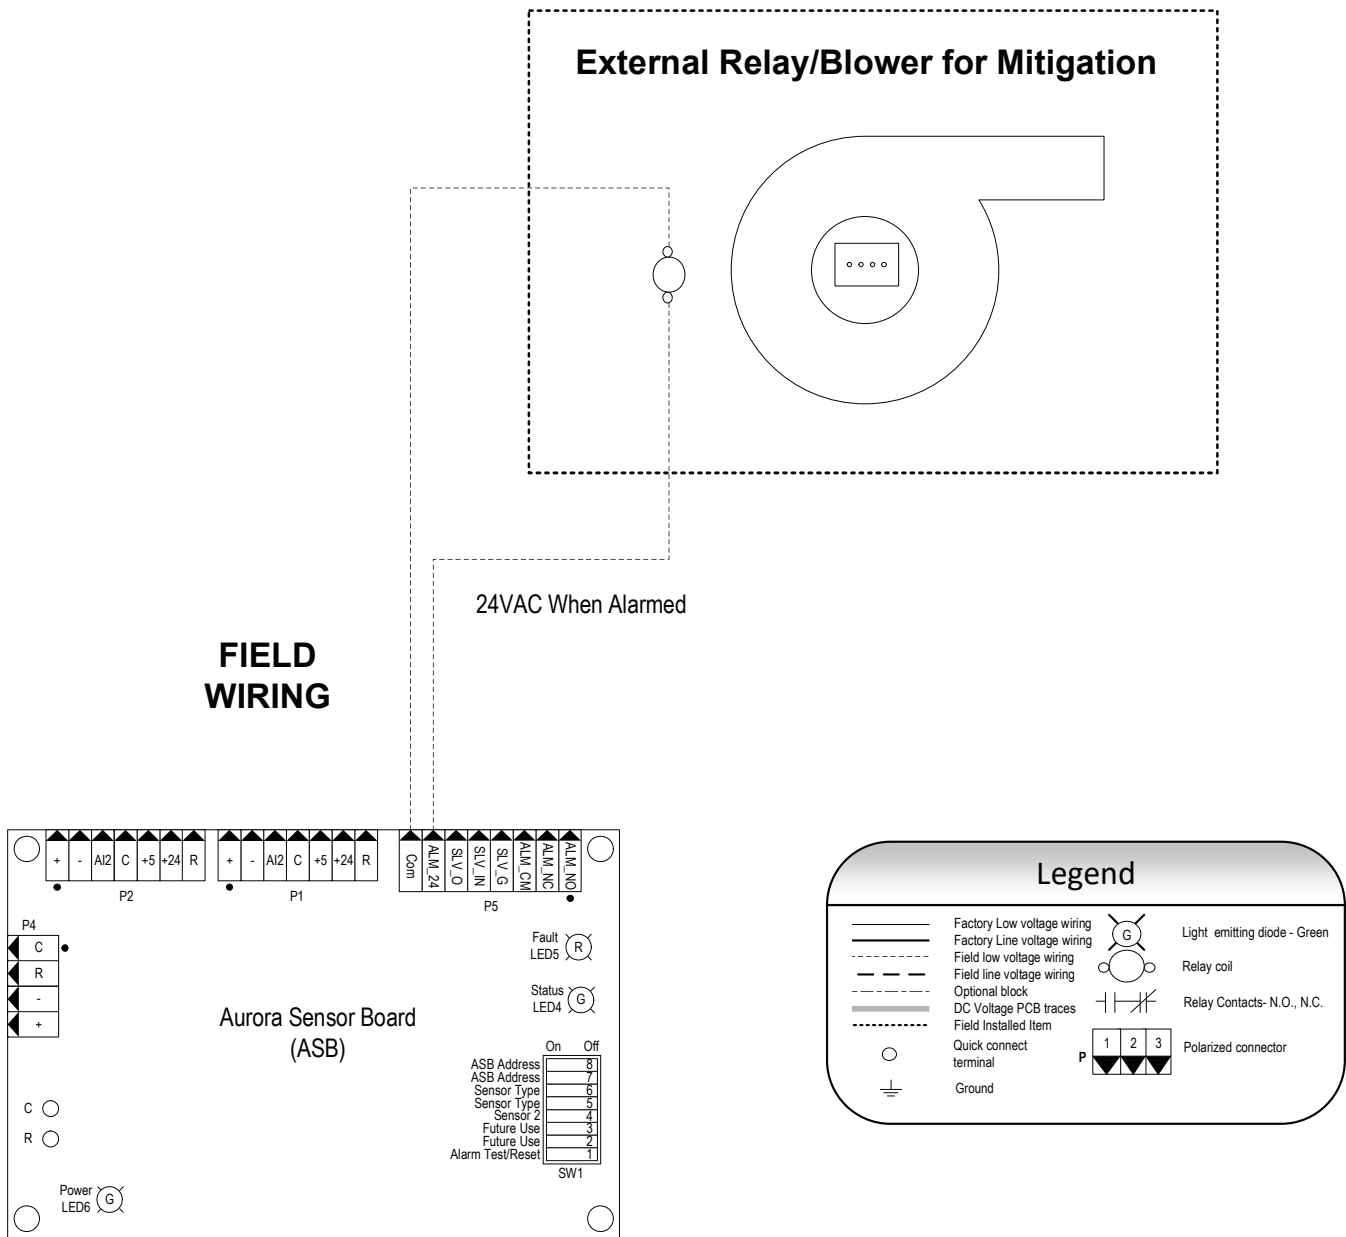 External Relay/Blower for Mitigation
24VAC When Alarmed
FIELD
WIRING
+ - AI2 C +5 +24 R
P2
+ - AI2 C +5 +24 R
P1
Com ALM_24 SLV_O SLV_IN SLV_G ALM_CM ALM_NC ALM_NO
P5
P4
C
R
-
+
Fault
LED5 R
Status
LED4 G
Aurora Sensor Board
(ASB)
On Off
ASB Address 8
ASB Address 7
Sensor Type 6
Sensor Type 5
Sensor 2 4
Future Use 3
Future Use 2
Alarm Test/Reset 1
SW1
C
R
Power
LED6 G
Legend
Factory Low voltage wiring
Factory Line voltage wiring
Field low voltage wiring
Field line voltage wiring
Optional block
DC Voltage PCB traces
Field Installed Item
Quick connect
terminal
Ground
G Light emitting diode - Green
Relay coil
Relay Contacts- N.O., N.C.
P 1 2 3 Polarized connector